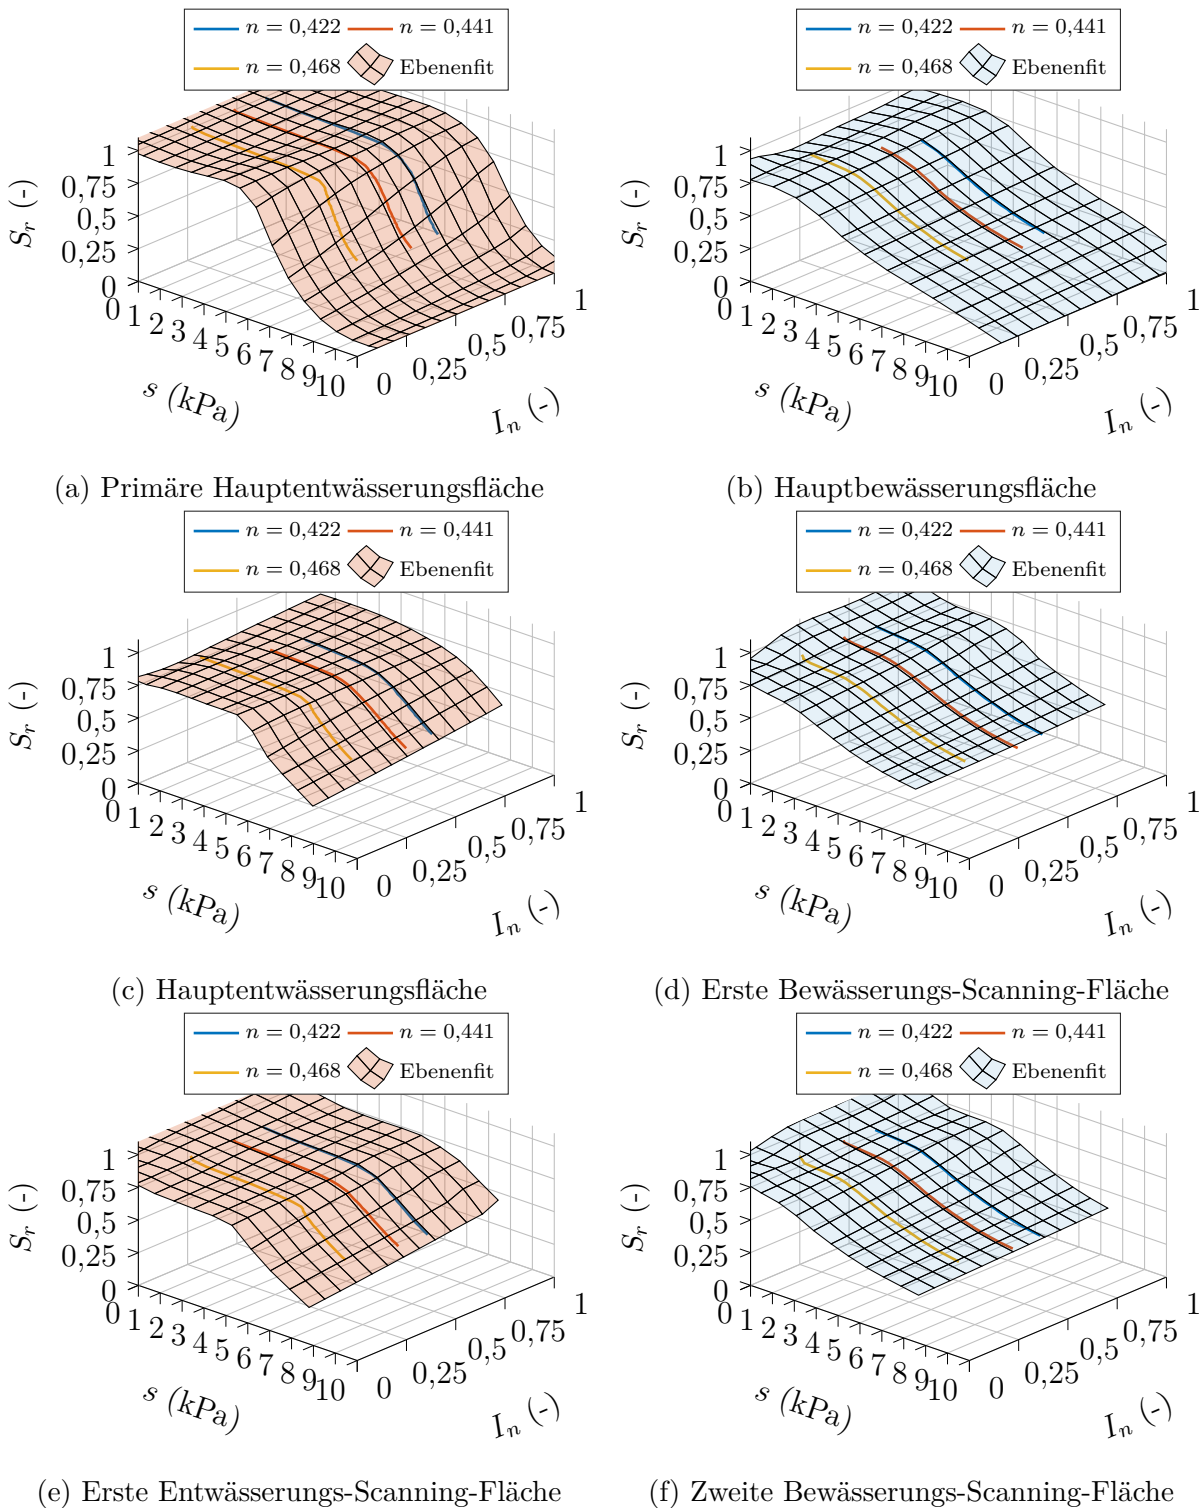 n = 0,422 n = 0,441
n = 0,468 Ebenenfit
1
0,75
0,5
0,25
0
S_r (-)
0 1 2 3 4 5 6 7 8 9 10
s (kPa)
0 0,25 0,5 0,75 1
I_n (-)
(a) Primäre Hauptentwässerungsfläche
n = 0,422 n = 0,441
n = 0,468 Ebenenfit
1
0,75
0,5
0,25
0
S_r (-)
0 1 2 3 4 5 6 7 8 9 10
s (kPa)
0 0,25 0,5 0,75 1
I_n (-)
(b) Hauptbewässerungsfläche
n = 0,422 n = 0,441
n = 0,468 Ebenenfit
1
0,75
0,5
0,25
0
S_r (-)
0 1 2 3 4 5 6 7 8 9 10
s (kPa)
0 0,25 0,5 0,75 1
I_n (-)
(c) Hauptentwässerungsfläche
n = 0,422 n = 0,441
n = 0,468 Ebenenfit
1
0,75
0,5
0,25
0
S_r (-)
0 1 2 3 4 5 6 7 8 9 10
s (kPa)
0 0,25 0,5 0,75 1
I_n (-)
(d) Erste Bewässerungs-Scanning-Fläche
n = 0,422 n = 0,441
n = 0,468 Ebenenfit
1
0,75
0,5
0,25
0
S_r (-)
0 1 2 3 4 5 6 7 8 9 10
s (kPa)
0 0,25 0,5 0,75 1
I_n (-)
(e) Erste Entwässerungs-Scanning-Fläche
n = 0,422 n = 0,441
n = 0,468 Ebenenfit
1
0,75
0,5
0,25
0
S_r (-)
0 1 2 3 4 5 6 7 8 9 10
s (kPa)
0 0,25 0,5 0,75 1
I_n (-)
(f) Zweite Bewässerungs-Scanning-Fläche